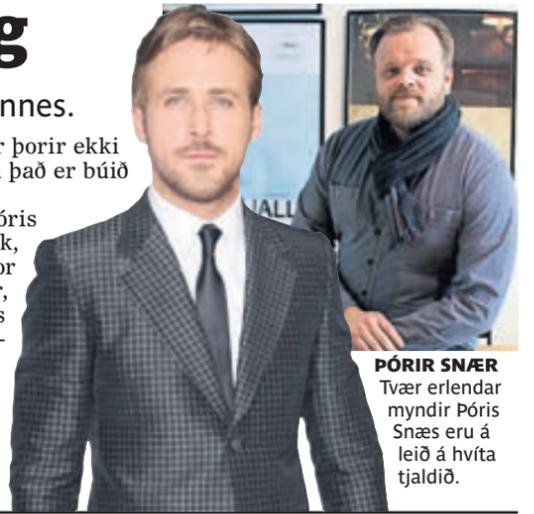 g
nnes.
r þorir ekki
það er búið
óris
k,
or
r,
s
-
JALL
ÞÓRIR SNÆR
Tvær erlendar
myndir Þóris
Snæs eru á
leið á hvíta
tjaldið.